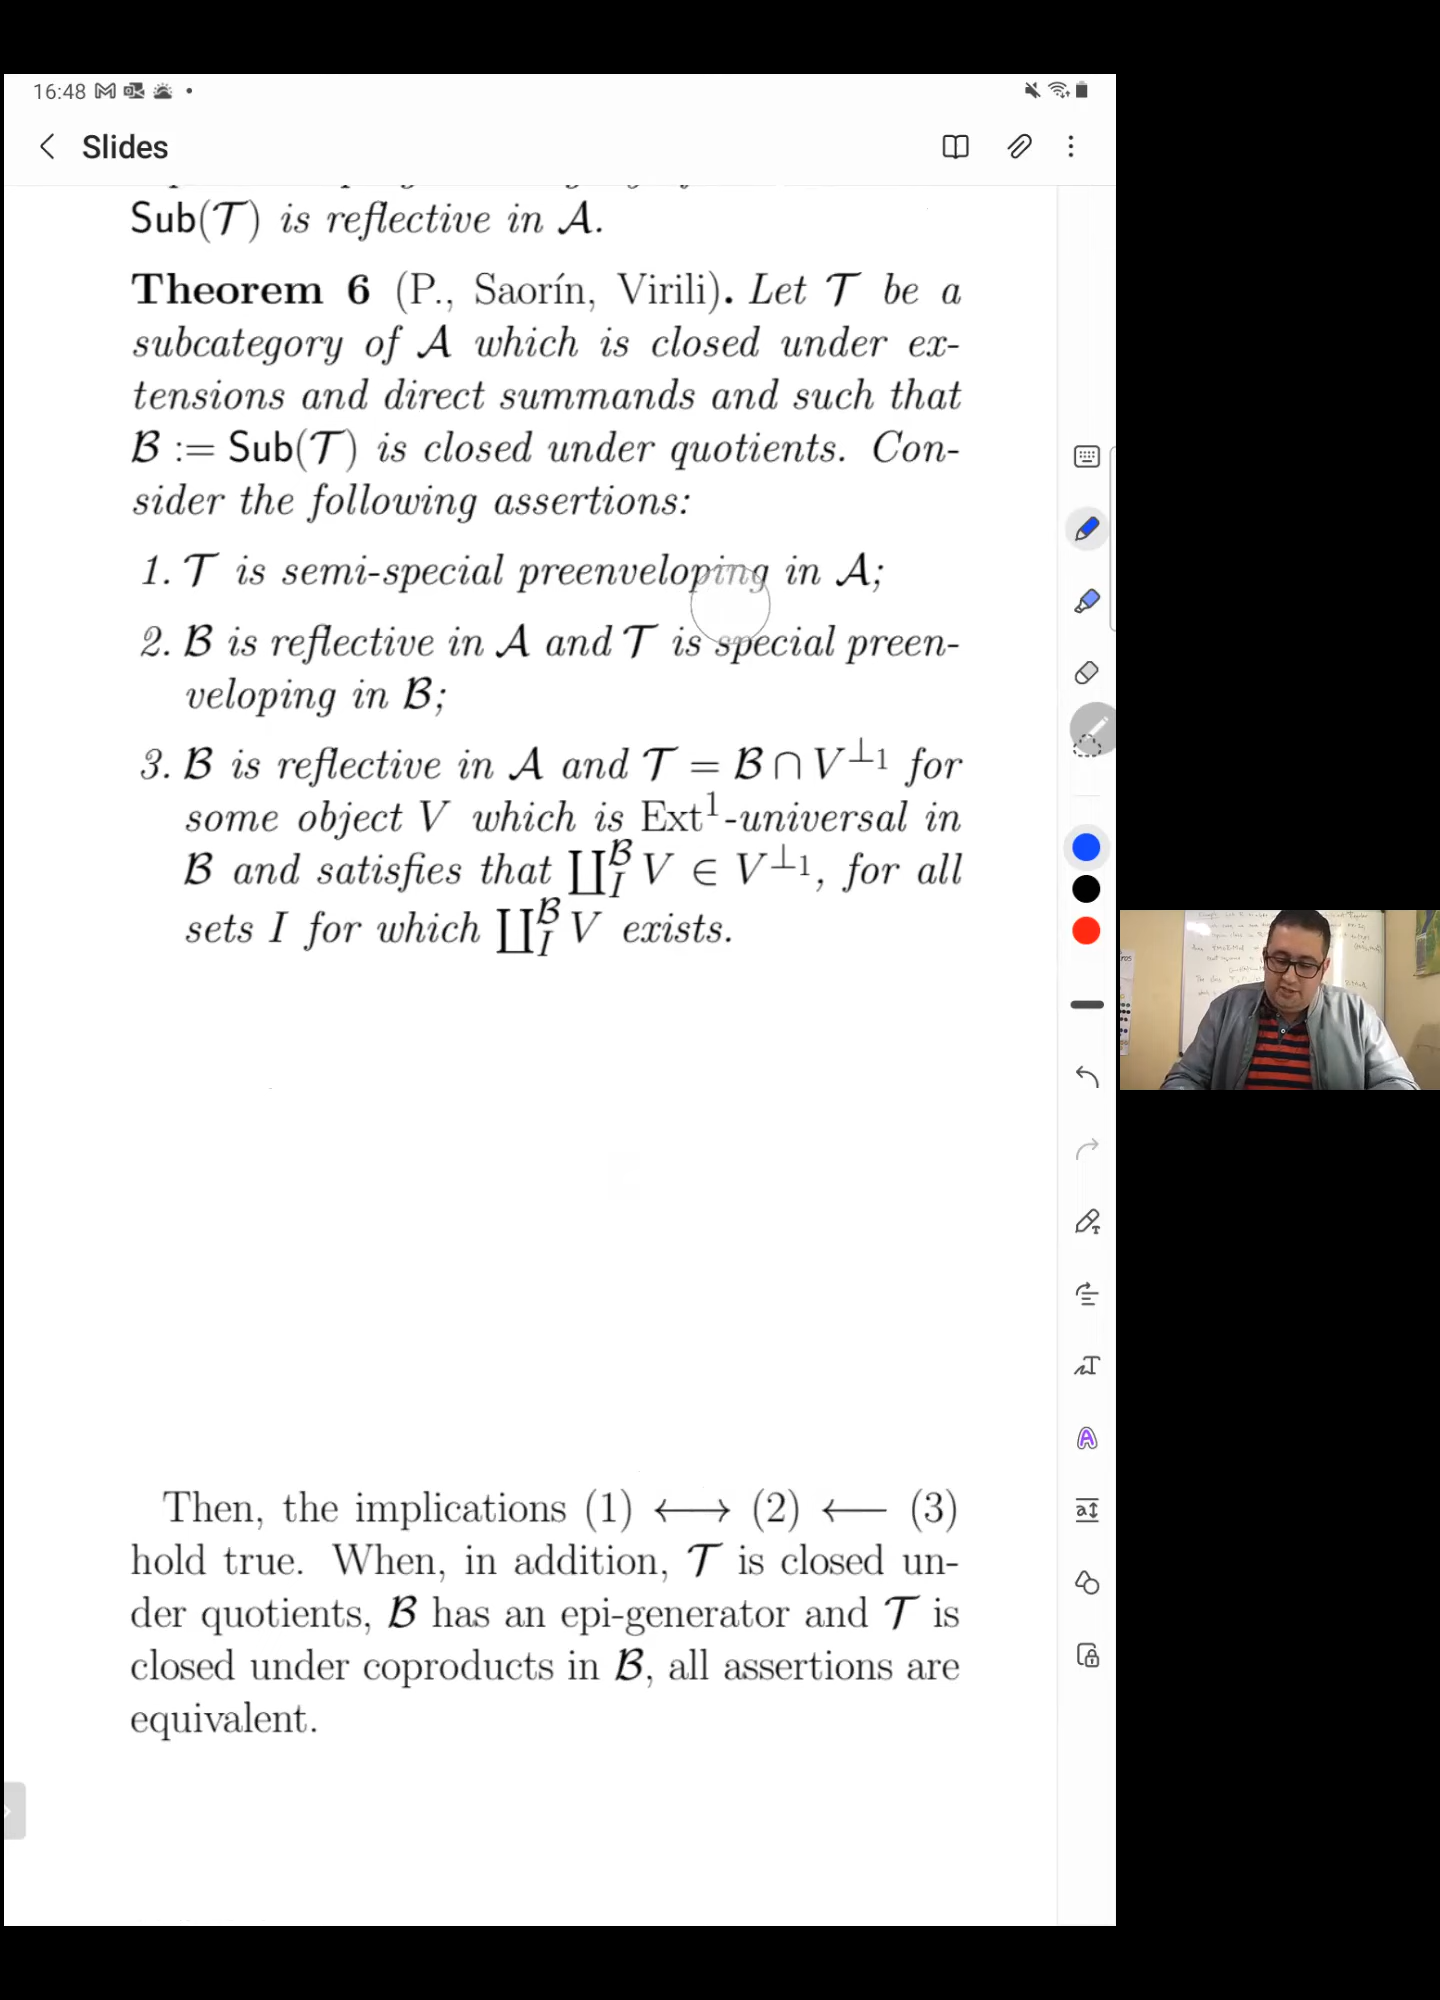 16:48
Slides
Sub(𝒯) is reflective in 𝒜.
Theorem 6 (P., Saorín, Virili). Let 𝒯 be a
subcategory of 𝒜 which is closed under ex-
tensions and direct summands and such that
ℬ := Sub(𝒯) is closed under quotients. Con-
sider the following assertions:
1. 𝒯 is semi-special preenveloping in 𝒜;
2. ℬ is reflective in 𝒜 and 𝒯 is special preen-
veloping in ℬ;
3. ℬ is reflective in 𝒜 and 𝒯 = ℬ ∩ V^{⊥₁} for
some object V which is Ext¹-universal in
ℬ and satisfies that ∐_I^ℬ V ∈ V^{⊥₁}, for all
sets I for which ∐_I^ℬ V exists.
Then, the implications (1) ⟷ (2) ⟵ (3)
hold true. When, in addition, 𝒯 is closed un-
der quotients, ℬ has an epi-generator and 𝒯 is
closed under coproducts in ℬ, all assertions are
equivalent.